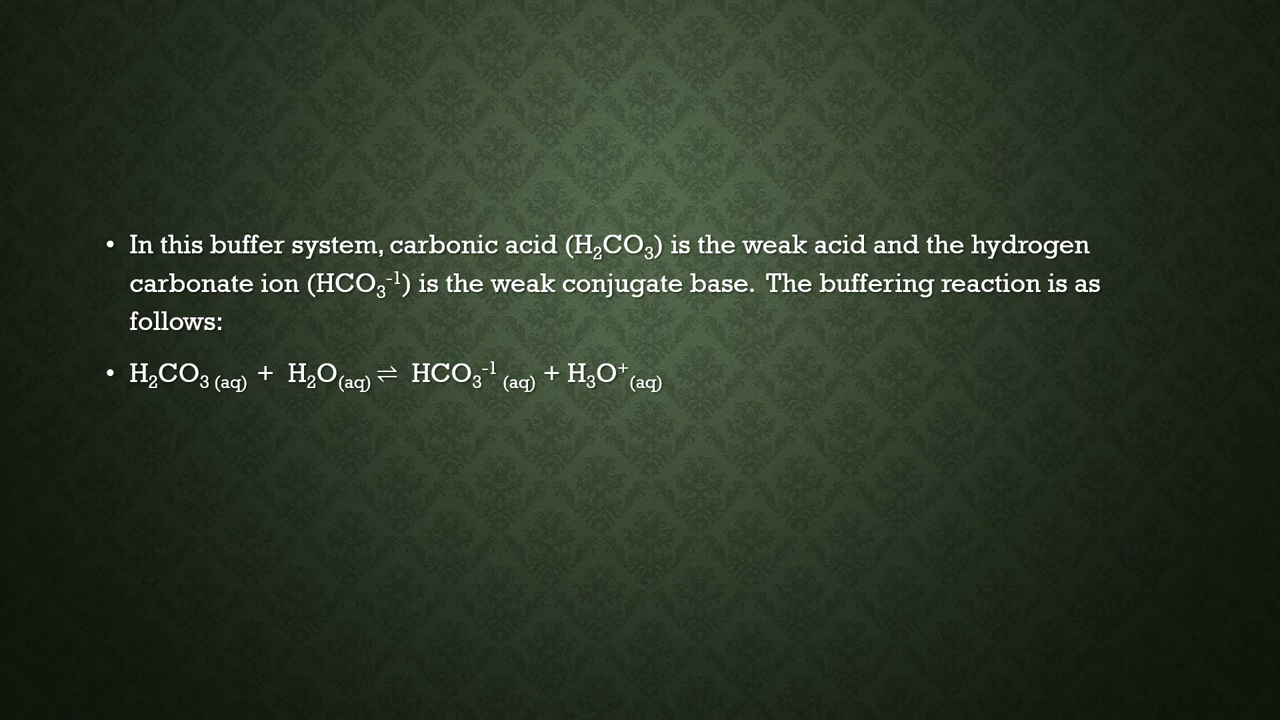 • In this buffer system, carbonic acid (H₂CO₃) is the weak acid and the hydrogen
carbonate ion (HCO₃⁻¹) is the weak conjugate base.  The buffering reaction is as
follows:
• H₂CO₃ (aq) +  H₂O(aq) ⇌  HCO₃⁻¹ (aq) + H₃O⁺(aq)